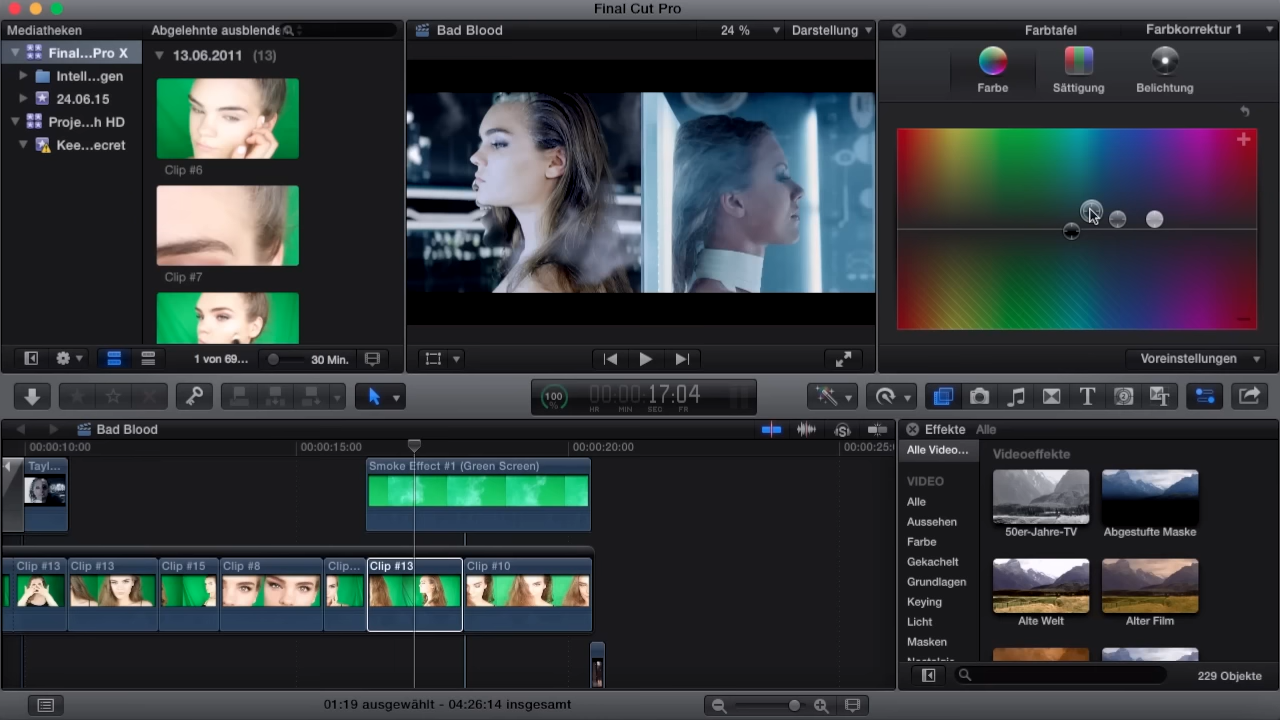 Final Cut Pro
Mediatheken
Abgelehnte ausblende
Final...Pro X
Intell...gen
24.06.15
Proje...h HD
Kee...ecret
13.06.2011 (13)
Clip #6
Clip #7
1 von 69...
30 Min.
Bad Blood
24 %
Darstellung
Farbtafel
Farbkorrektur 1
Farbe
Sättigung
Belichtung
Voreinstellungen
100
%
00:00:17:04
HR MIN SEC FR
Bad Blood
00:00:10:00
00:00:15:00
00:00:20:00
00:00:25:
Tayl...
Smoke Effect #1 (Green Screen)
Clip #13
Clip #13
Clip #15
Clip #8
Clip...
Clip #13
Clip #10
01:19 ausgewählt - 04:26:14 insgesamt
Effekte Alle
Alle Video...
VIDEO
Alle
Aussehen
Farbe
Gekachelt
Grundlagen
Keying
Licht
Masken
Videoeffekte
50er-Jahre-TV
Abgestufte Maske
Alte Welt
Alter Film
229 Objekte